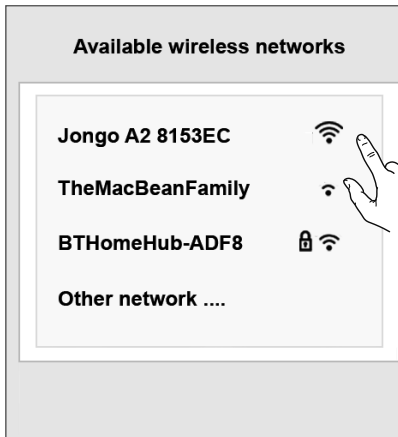 Available wireless networks
Jongo A2 8153EC
TheMacBeanFamily
BTHomeHub-ADF8
Other network ....